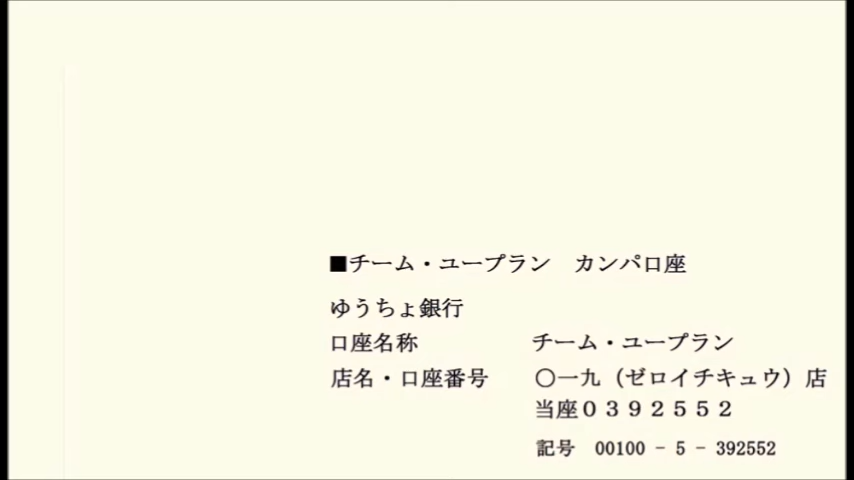 ■チーム・ユープラン　カンパ口座
ゆうちょ銀行
口座名称　チーム・ユープラン
店名・口座番号　〇一九（ゼロイチキュウ）店
当座０３９２５５２
記号　00100 − 5 − 392552